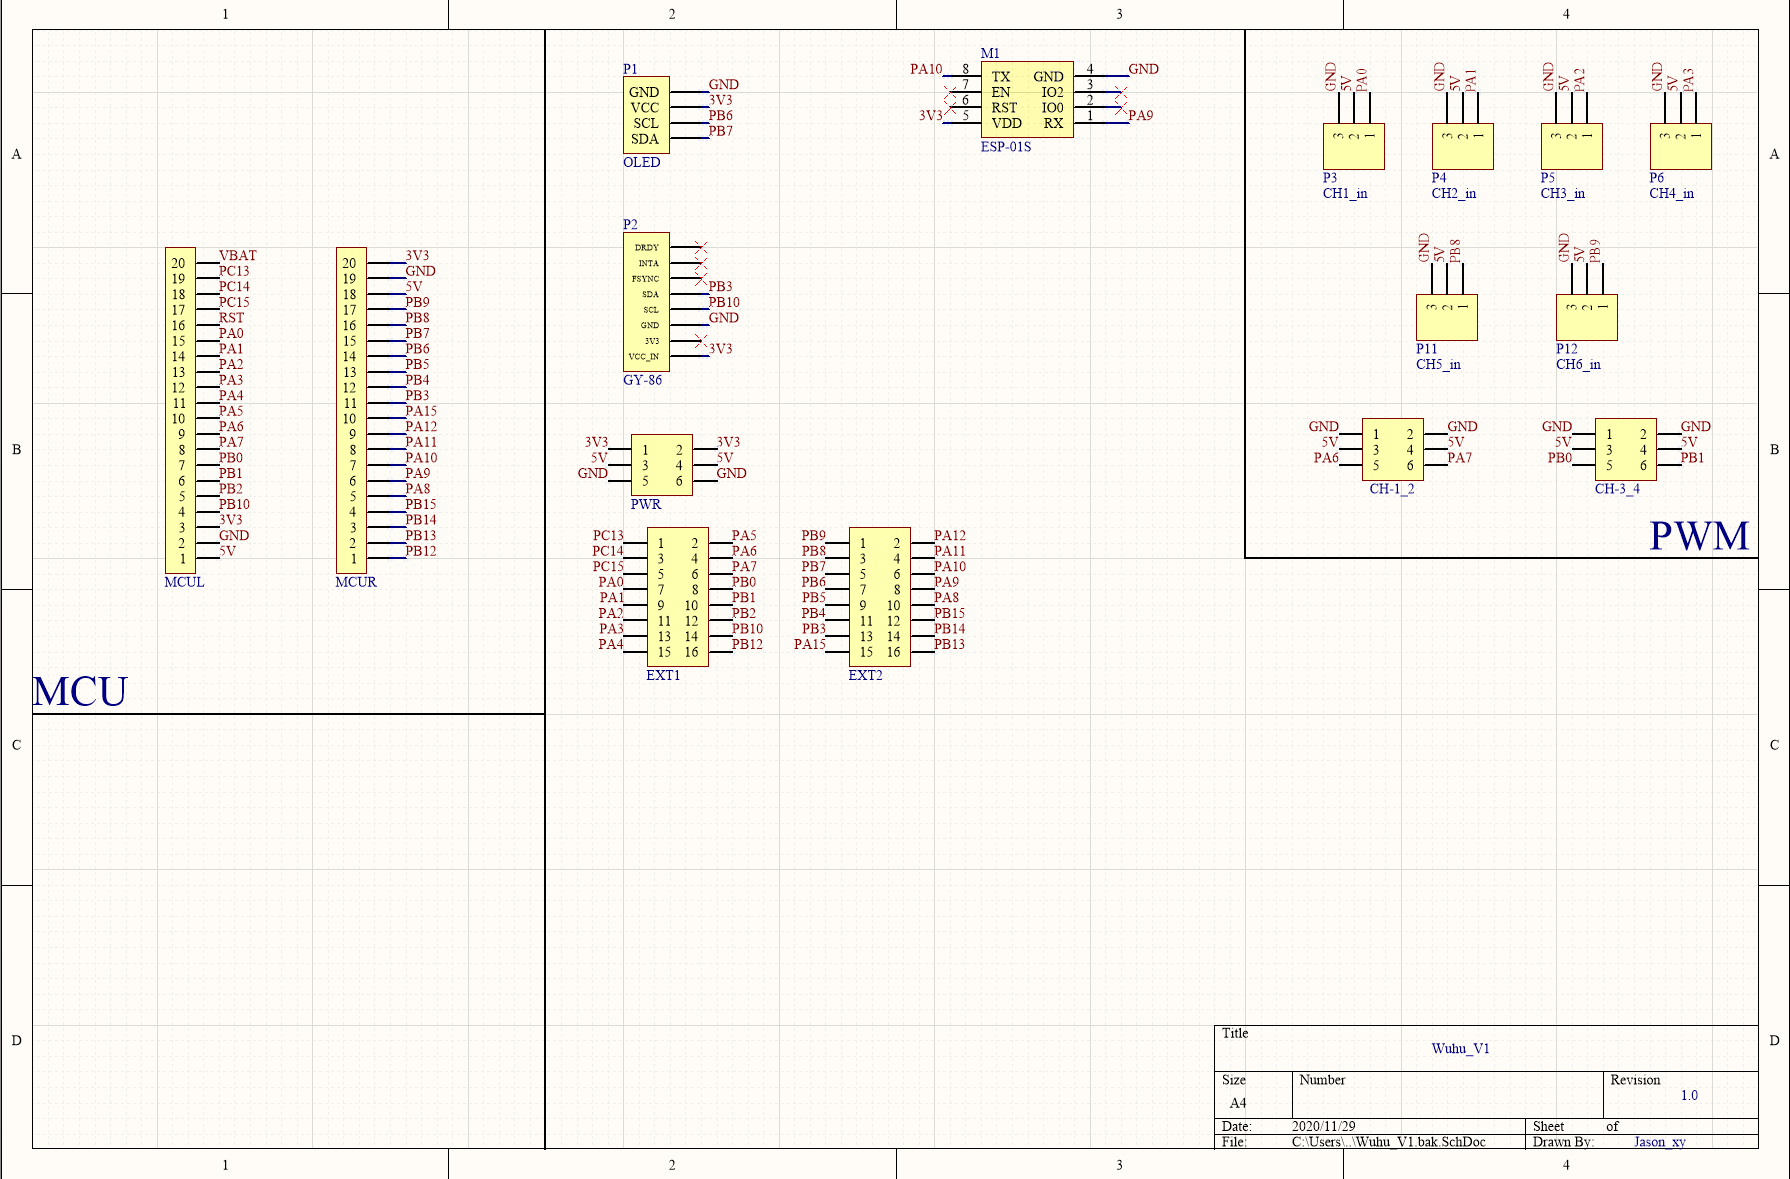 1 2 3 4
A
B
C
D
A
B
C
D
1 2 3 4
MCU
20 VBAT
19 PC13
18 PC14
17 PC15
16 RST
15 PA0
14 PA1
13 PA2
12 PA3
11 PA4
10 PA5
9 PA6
8 PA7
7 PB0
6 PB1
5 PB2
4 PB10
3 3V3
2 GND
1 5V
MCUL
20 3V3
19 GND
18 5V
17 PB9
16 PB8
15 PB7
14 PB6
13 PB5
12 PB4
11 PB3
10 PA15
9 PA12
8 PA11
7 PA10
6 PA9
5 PA8
4 PB15
3 PB14
2 PB13
1 PB12
MCUR
P1
GND GND
VCC 3V3
SCL PB6
SDA PB7
OLED
M1
PA10 8 TX GND 4 GND
7 EN IO2 3
6 RST IO0 2
3V3 5 VDD RX 1 PA9
ESP-01S
P2
DRDY
INTA
FSYNC
SDA PB3
SCL PB10
GND GND
3V3
VCC_IN 3V3
GY-86
3V3 1 2 3V3
5V 3 4 5V
GND 5 6 GND
PWR
PC13 1 2 PA5
PC14 3 4 PA6
PC15 5 6 PA7
PA0 7 8 PB0
PA1 9 10 PB1
PA2 11 12 PB2
PA3 13 14 PB10
PA4 15 16 PB12
EXT1
PB9 1 2 PA12
PB8 3 4 PA11
PB7 5 6 PA10
PB6 7 8 PA9
PB5 9 10 PA8
PB4 11 12 PB15
PB3 13 14 PB14
PA15 15 16 PB13
EXT2
GND 5V PA0
3 2 1
P3
CH1_in
GND 5V PA1
3 2 1
P4
CH2_in
GND 5V PA2
3 2 1
P5
CH3_in
GND 5V PA3
3 2 1
P6
CH4_in
GND 5V PB8
3 2 1
P11
CH5_in
GND 5V PB9
3 2 1
P12
CH6_in
GND 1 2 GND
5V 3 4 5V
PA6 5 6 PA7
CH-1_2
GND 1 2 GND
5V 3 4 5V
PB0 5 6 PB1
CH-3_4
PWM
Title
Wuhu_V1
Size Number Revision
A4 1.0
Date: 2020/11/29 Sheet of
File: C:\Users\..\Wuhu_V1.bak.SchDoc Drawn By: Jason_xy